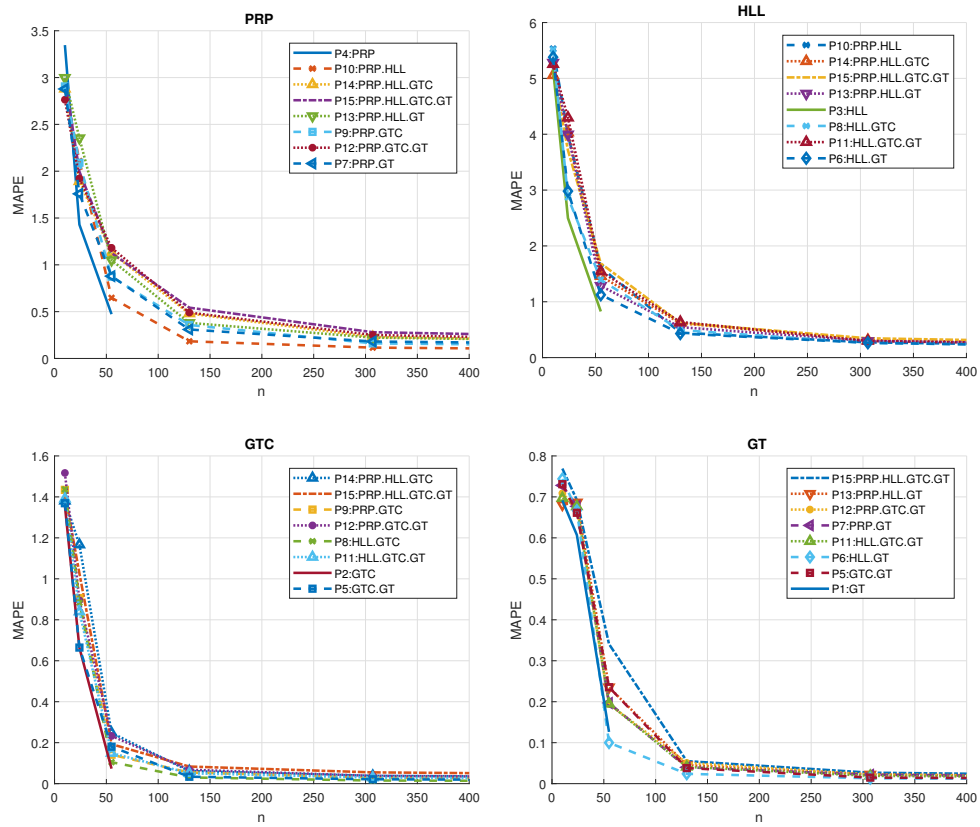 PRP
3.5
3
2.5
2
1.5
1
0.5
0
MAPE
P4:PRP
P10:PRP.HLL
P14:PRP.HLL.GTC
P15:PRP.HLL.GTC.GT
P13:PRP.HLL.GT
P9:PRP.GTC
P12:PRP.GTC.GT
P7:PRP.GT
0 50 100 150 200 250 300 350 400
n
HLL
6
5
4
3
2
1
0
MAPE
P10:PRP.HLL
P14:PRP.HLL.GTC
P15:PRP.HLL.GTC.GT
P13:PRP.HLL.GT
P3:HLL
P8:HLL.GTC
P11:HLL.GTC.GT
P6:HLL.GT
0 50 100 150 200 250 300 350 400
n
GTC
1.6
1.4
1.2
1
0.8
0.6
0.4
0.2
0
MAPE
P14:PRP.HLL.GTC
P15:PRP.HLL.GTC.GT
P9:PRP.GTC
P12:PRP.GTC.GT
P8:HLL.GTC
P11:HLL.GTC.GT
P2:GTC
P5:GTC.GT
0 50 100 150 200 250 300 350 400
n
GT
0.8
0.7
0.6
0.5
0.4
0.3
0.2
0.1
0
MAPE
P15:PRP.HLL.GTC.GT
P13:PRP.HLL.GT
P12:PRP.GTC.GT
P7:PRP.GT
P11:HLL.GTC.GT
P6:HLL.GT
P5:GTC.GT
P1:GT
0 50 100 150 200 250 300 350 400
n